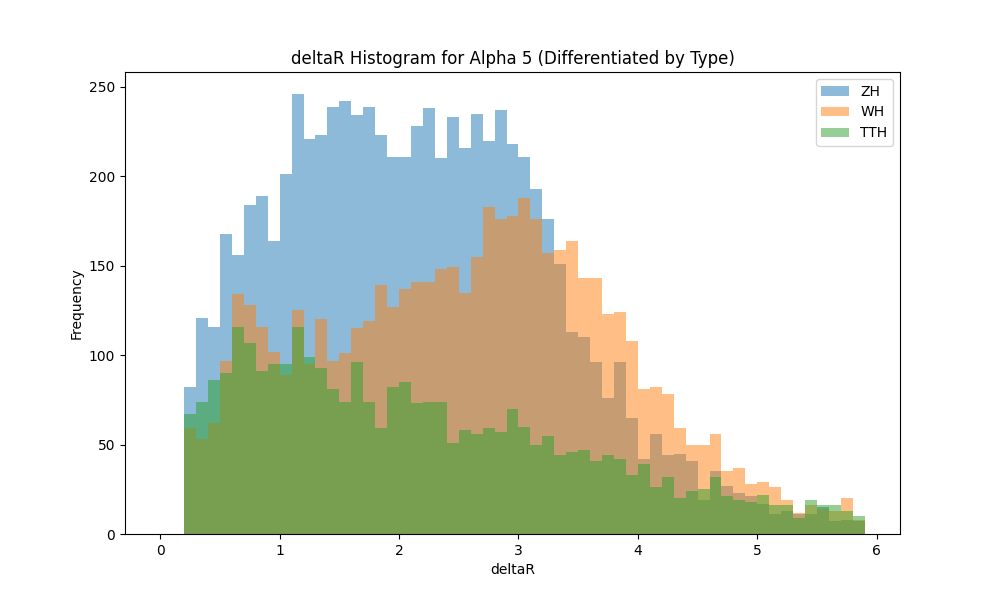 deltaR Histogram for Alpha 5 (Differentiated by Type)
250
200
150
100
50
0
Frequency
ZH
WH
TTH
0 1 2 3 4 5 6
deltaR